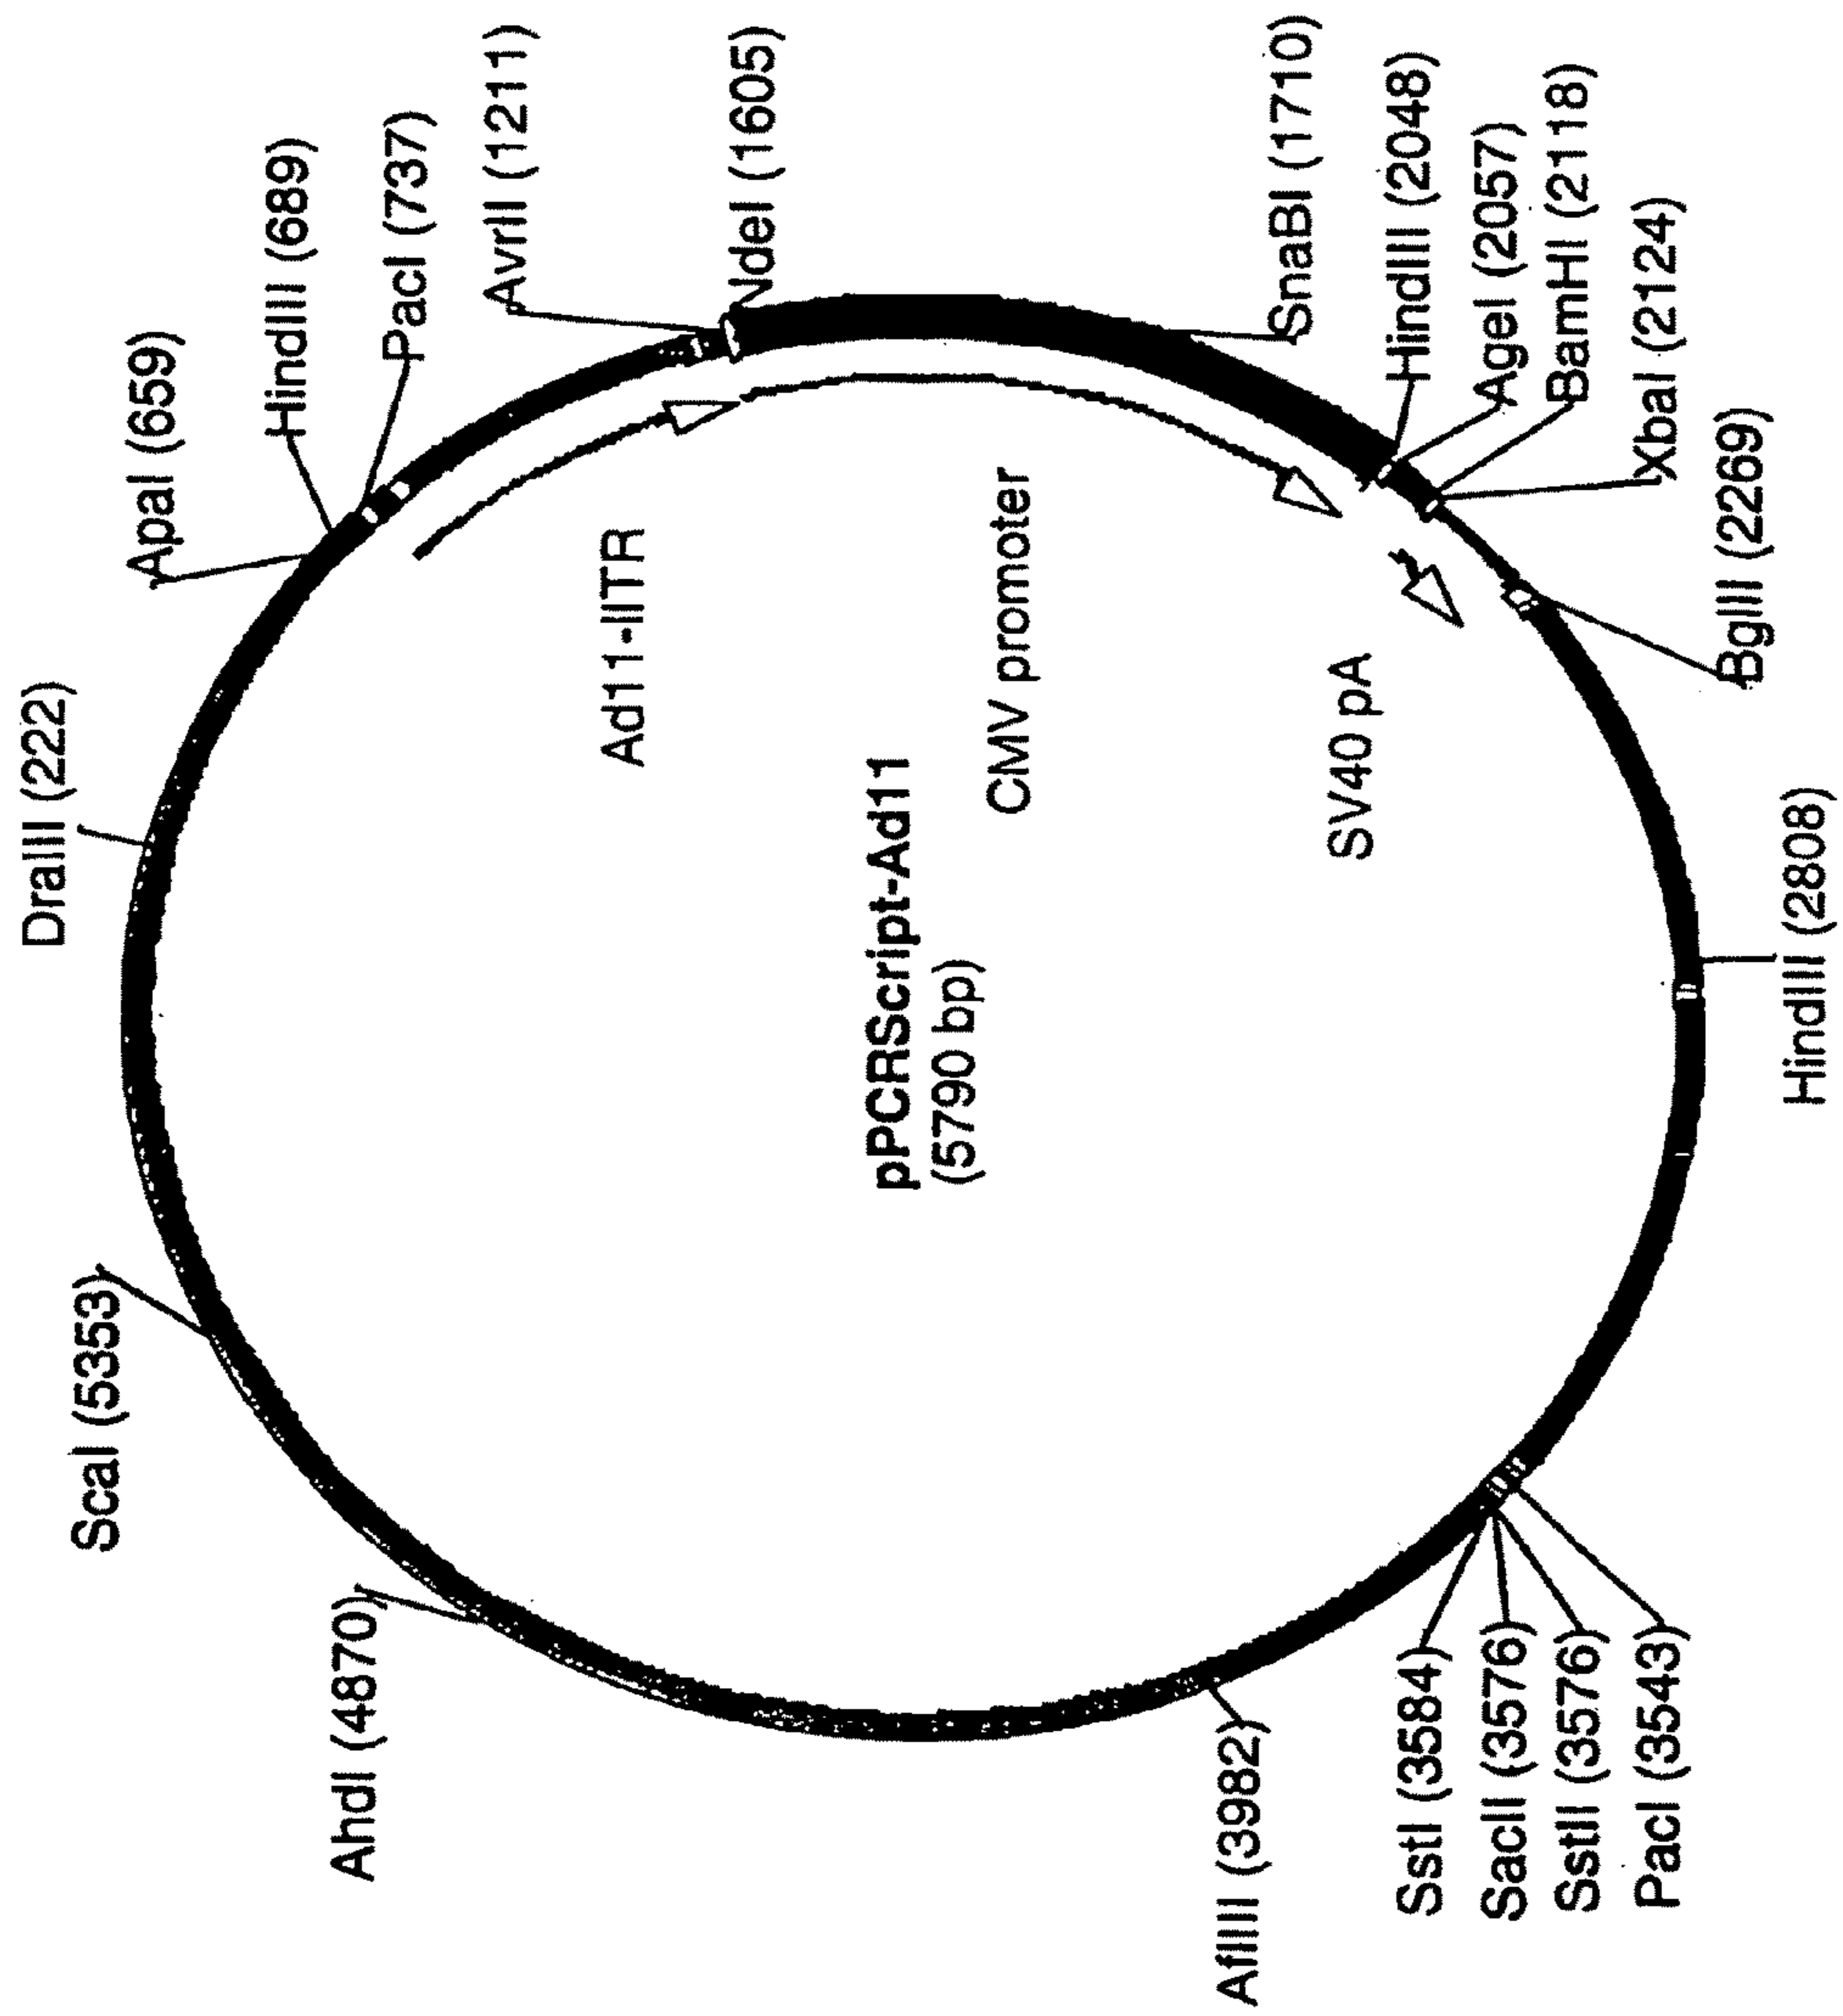 DraIII (222)
ApaI (659)
HindIII (689)
PacI (737)
AvrII (1211)
NdeI (1605)
SnaBI (1710)
HindIII (2048)
AgeI (2057)
BamHI (2118)
XbaI (2124)
BglII (2269)
HindIII (2808)
PacI (3543)
SstII (3576)
SacII (3576)
SstI (3584)
AflIII (3982)
AhdI (4870)
ScaI (5353)
Ad11-lITR
CMV promoter
SV40 pA
pPCRScript-Ad11
(5790 bp)